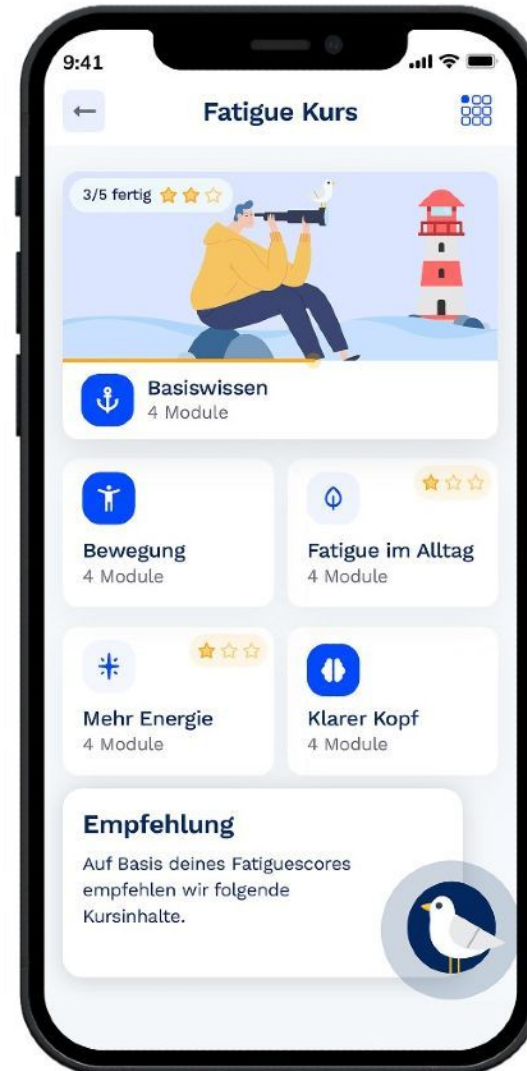 9:41
Fatigue Kurs
3/5 fertig
Basiswissen
4 Module
Bewegung
4 Module
Fatigue im Alltag
4 Module
Mehr Energie
4 Module
Klarer Kopf
4 Module
Empfehlung
Auf Basis deines Fatiguescores
empfehlen wir folgende
Kursinhalte.